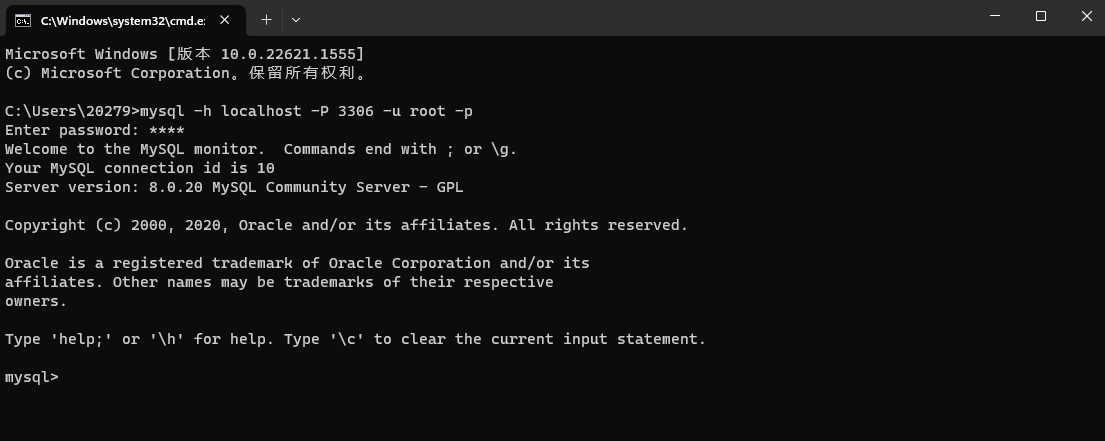 C:\Windows\system32\cmd.e
Microsoft Windows [版本 10.0.22621.1555]
(c) Microsoft Corporation。保留所有权利。
C:\Users\20279>mysql -h localhost -P 3306 -u root -p
Enter password: ****
Welcome to the MySQL monitor.  Commands end with ; or \g.
Your MySQL connection id is 10
Server version: 8.0.20 MySQL Community Server - GPL
Copyright (c) 2000, 2020, Oracle and/or its affiliates. All rights reserved.
Oracle is a registered trademark of Oracle Corporation and/or its
affiliates. Other names may be trademarks of their respective
owners.
Type 'help;' or '\h' for help. Type '\c' to clear the current input statement.
mysql>